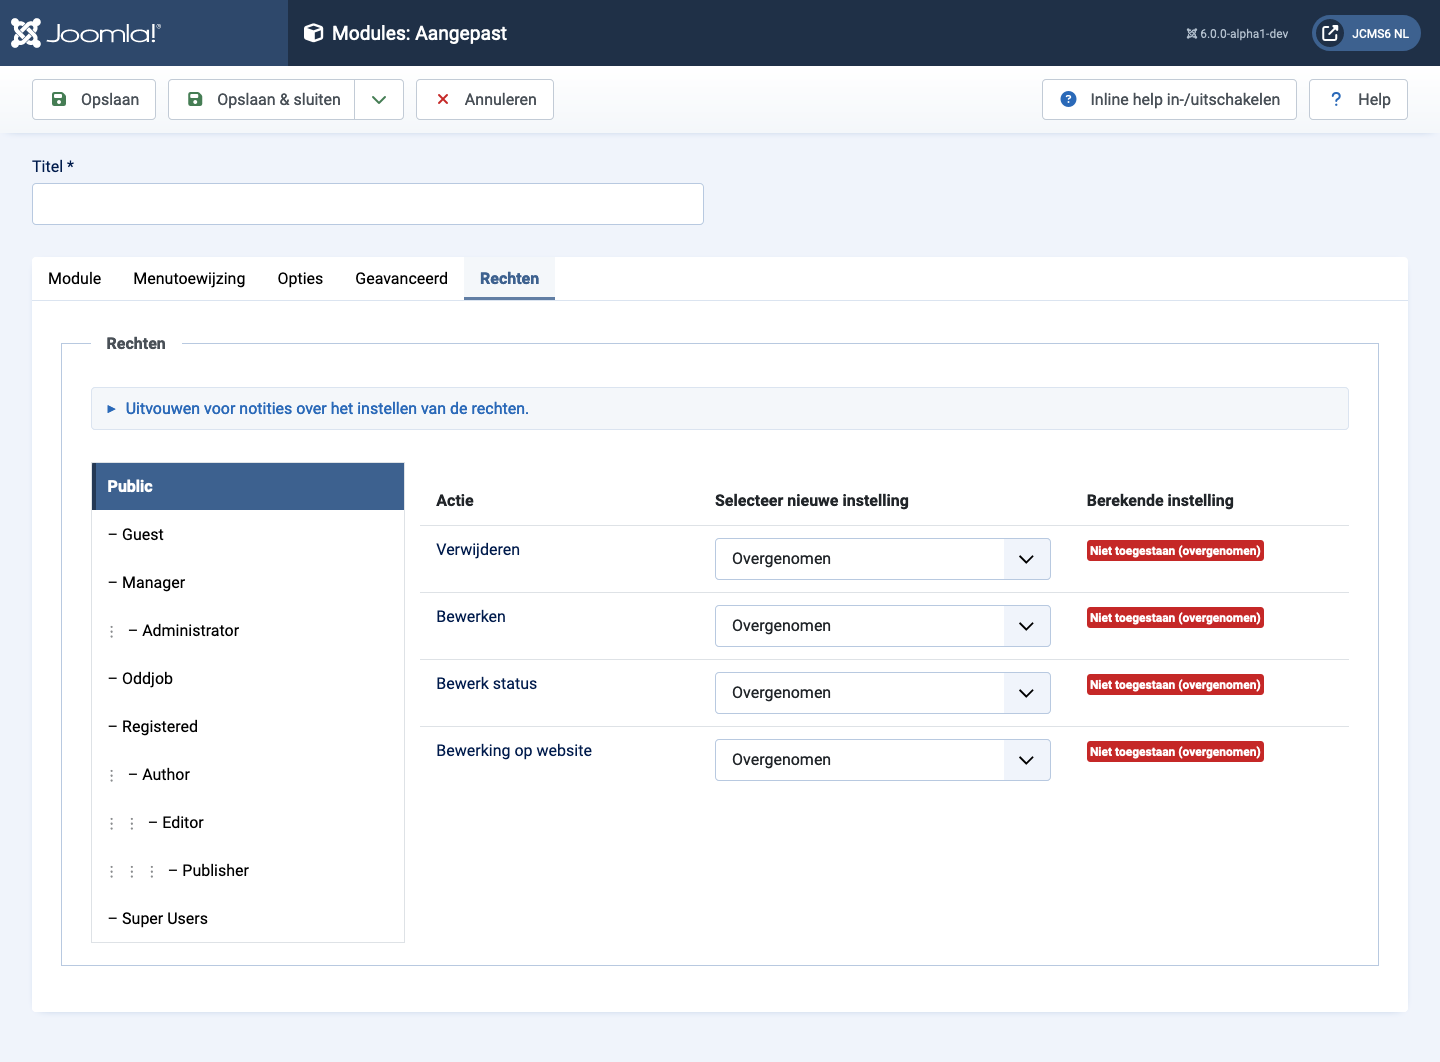 Joomla!® Modules: Aangepast 6.0.0-alpha1-dev JCMS6 NL
Opslaan Opslaan & sluiten Annuleren Inline help in-/uitschakelen ? Help
Titel *
Module Menutoewijzing Opties Geavanceerd Rechten
Rechten
Uitvouwen voor notities over het instellen van de rechten.
Public
– Guest
– Manager
– Administrator
– Oddjob
– Registered
– Author
– Editor
– Publisher
– Super Users
Actie Selecteer nieuwe instelling Berekende instelling
Verwijderen Overgenomen Niet toegestaan (overgenomen)
Bewerken Overgenomen Niet toegestaan (overgenomen)
Bewerk status Overgenomen Niet toegestaan (overgenomen)
Bewerking op website Overgenomen Niet toegestaan (overgenomen)